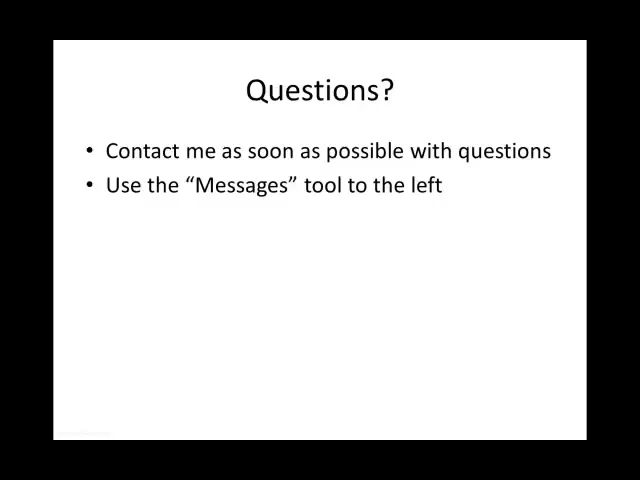 Questions?
• Contact me as soon as possible with questions
• Use the “Messages” tool to the left